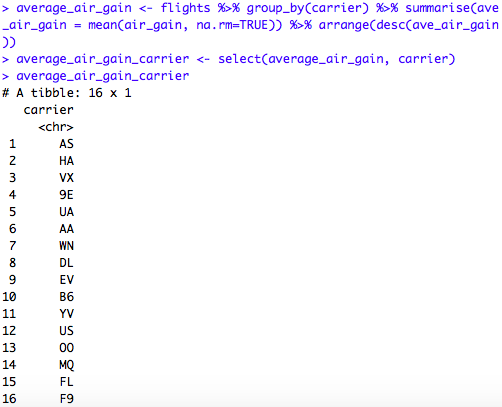 > average_air_gain <- flights %>% group_by(carrier) %>% summarise(ave
_air_gain = mean(air_gain, na.rm=TRUE)) %>% arrange(desc(ave_air_gain
))
> average_air_gain_carrier <- select(average_air_gain, carrier)
> average_air_gain_carrier
# A tibble: 16 x 1
carrier
<chr>
1 AS
2 HA
3 VX
4 9E
5 UA
6 AA
7 WN
8 DL
9 EV
10 B6
11 YV
12 US
13 OO
14 MQ
15 FL
16 F9